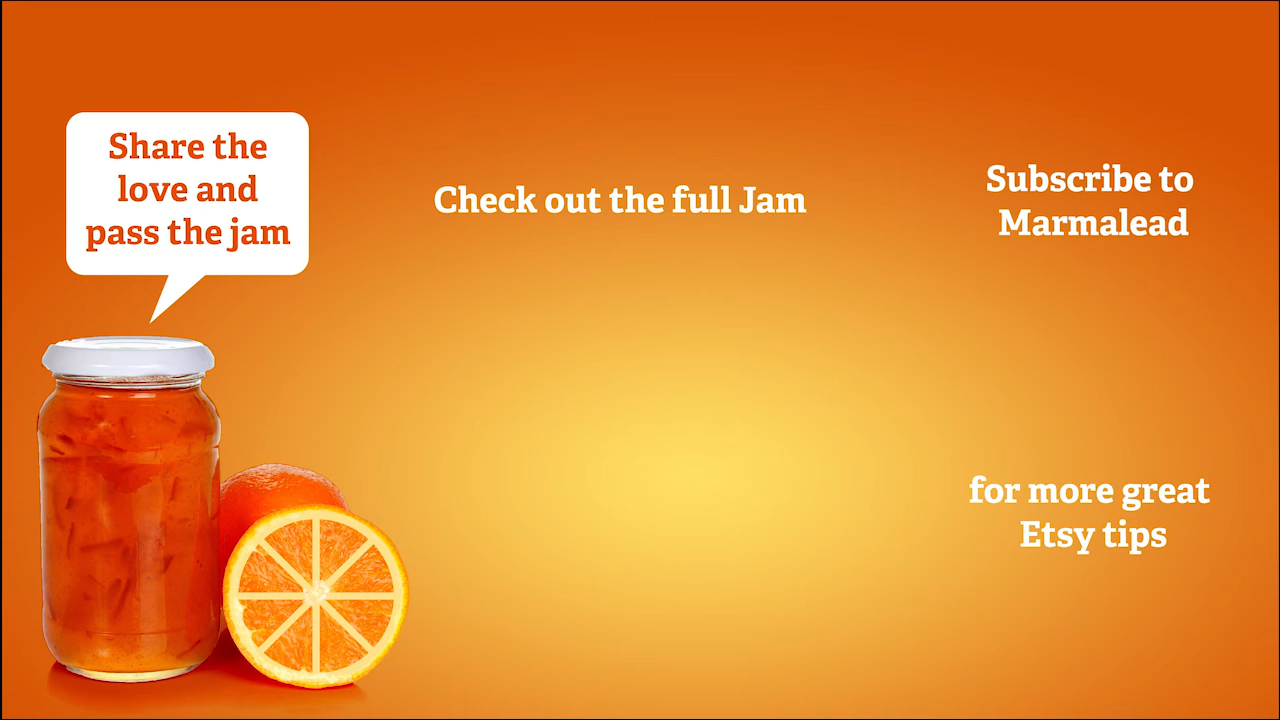 Share the
love and
pass the jam
Check out the full Jam
Subscribe to
Marmalead
for more great
Etsy tips